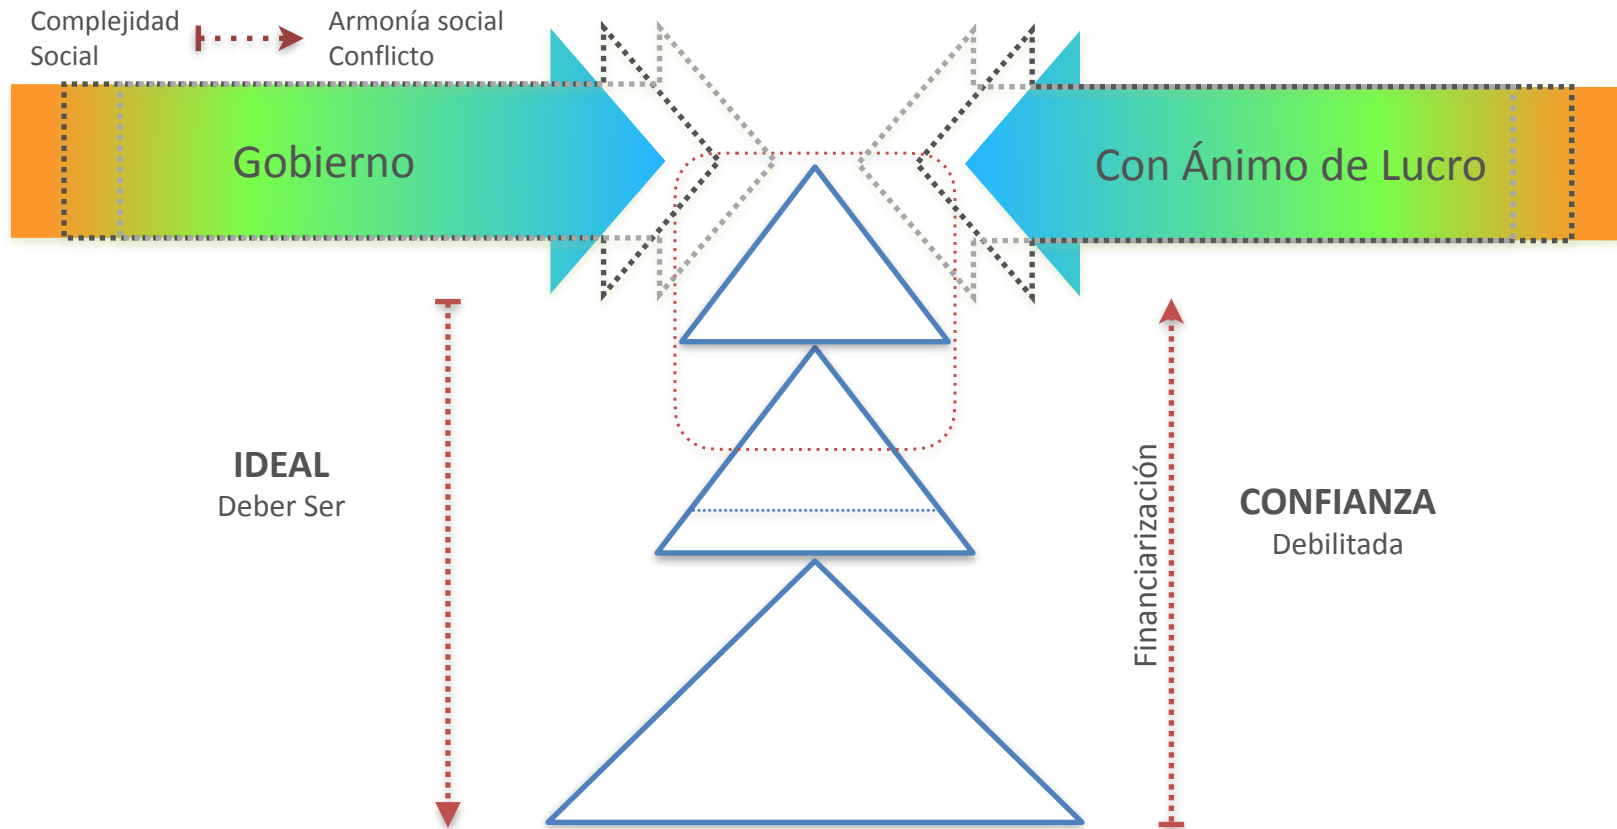 Complejidad
Social
Armonía social
Conflicto
Gobierno
Con Ánimo de Lucro
IDEAL
Deber Ser
Financiarización
CONFIANZA
Debilitada